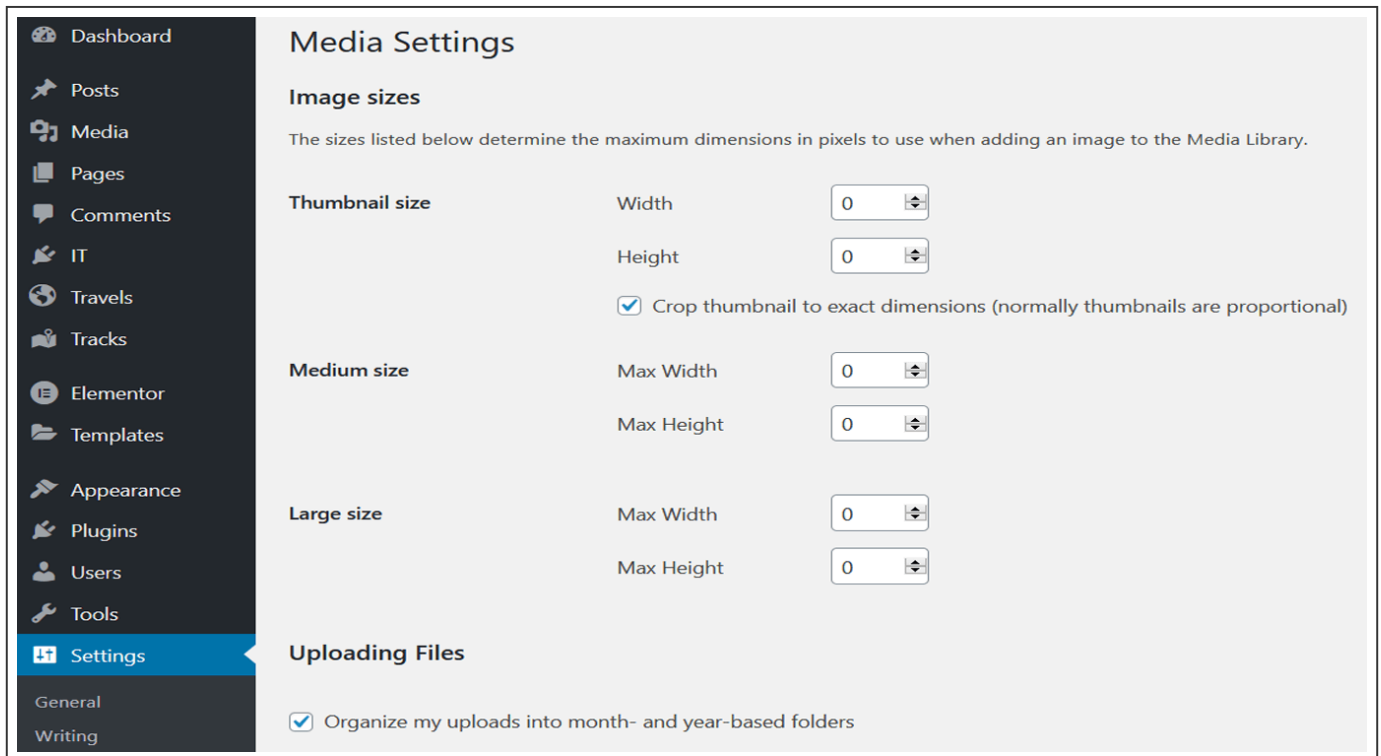 Dashboard
Posts
Media
Pages
Comments
IT
Travels
Tracks
Elementor
Templates
Appearance
Plugins
Users
Tools
Settings
General
Writing
Media Settings
Image sizes
The sizes listed below determine the maximum dimensions in pixels to use when adding an image to the Media Library.
Thumbnail size Width 0
Height 0
Crop thumbnail to exact dimensions (normally thumbnails are proportional)
Medium size Max Width 0
Max Height 0
Large size Max Width 0
Max Height 0
Uploading Files
Organize my uploads into month- and year-based folders